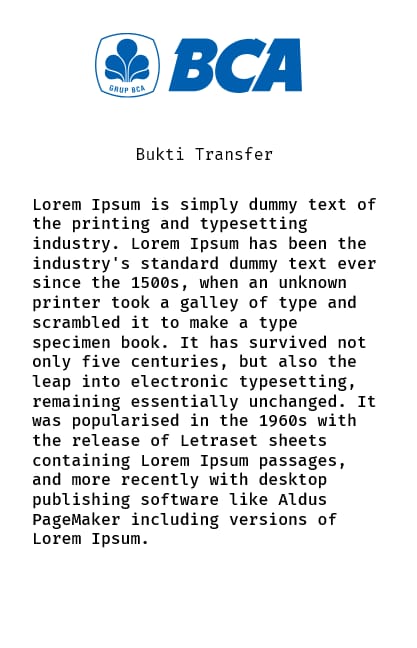 GRUP BCA
BCA
Bukti Transfer
Lorem Ipsum is simply dummy text of
the printing and typesetting
industry. Lorem Ipsum has been the
industry's standard dummy text ever
since the 1500s, when an unknown
printer took a galley of type and
scrambled it to make a type
specimen book. It has survived not
only five centuries, but also the
leap into electronic typesetting,
remaining essentially unchanged. It
was popularised in the 1960s with
the release of Letraset sheets
containing Lorem Ipsum passages,
and more recently with desktop
publishing software like Aldus
PageMaker including versions of
Lorem Ipsum.